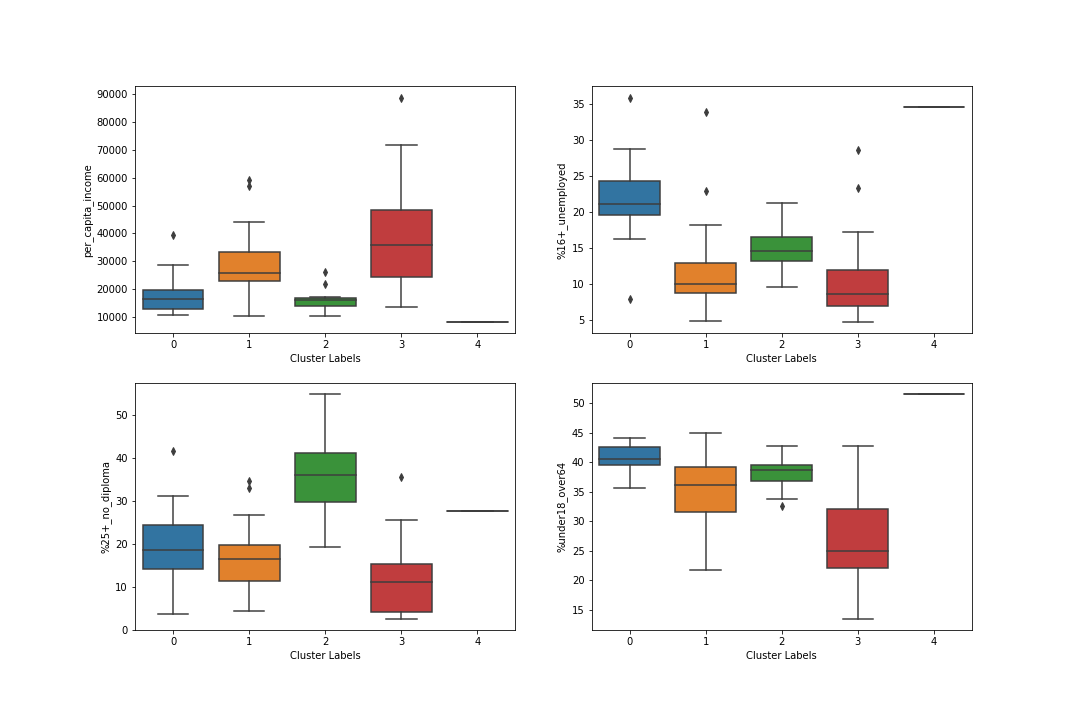 per_capita_income
90000
80000
70000
60000
50000
40000
30000
20000
10000
0 1 2 3 4
Cluster Labels
%16+_unemployed
35
30
25
20
15
10
5
0 1 2 3 4
Cluster Labels
%25+_no_diploma
50
40
30
20
10
0
0 1 2 3 4
Cluster Labels
%under18_over64
50
45
40
35
30
25
20
15
0 1 2 3 4
Cluster Labels